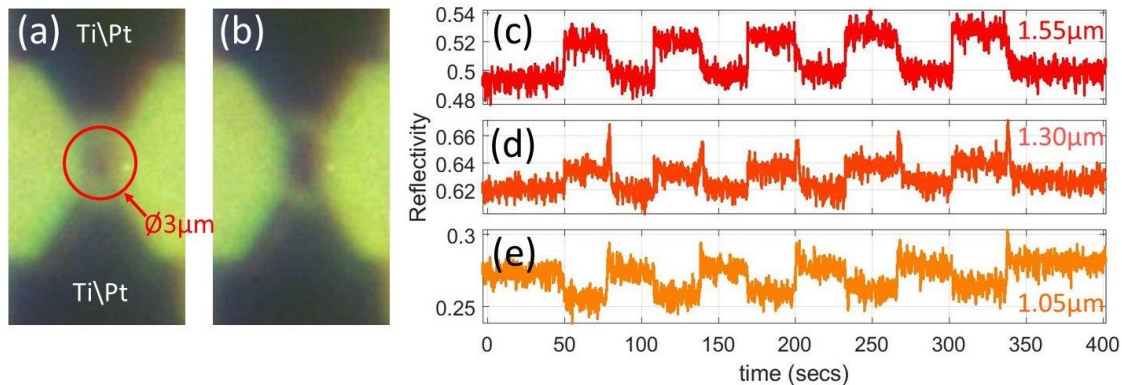 (a)
Ti\Pt
Ø3µm
Ti\Pt
(b)
Reflectivity
(c)
1.55µm
0.54
0.52
0.5
0.48
(d)
1.30µm
0.66
0.64
0.62
(e)
1.05µm
0.3
0.25
0 50 100 150 200 250 300 350 400
time (secs)